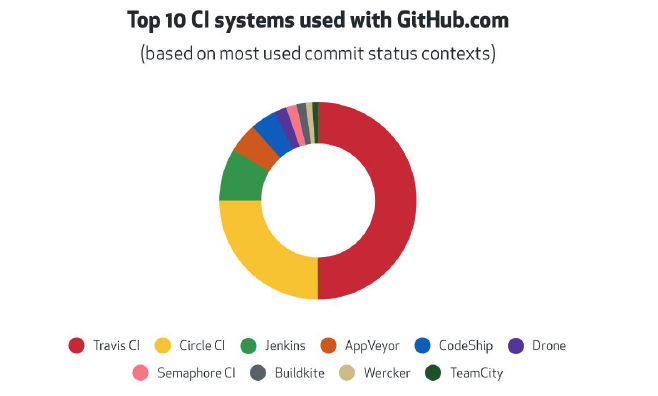 Top 10 CI systems used with GitHub.com
(based on most used commit status contexts)
Travis CI Circle CI Jenkins AppVeyor CodeShip Drone
Semaphore CI Buildkite Wercker TeamCity